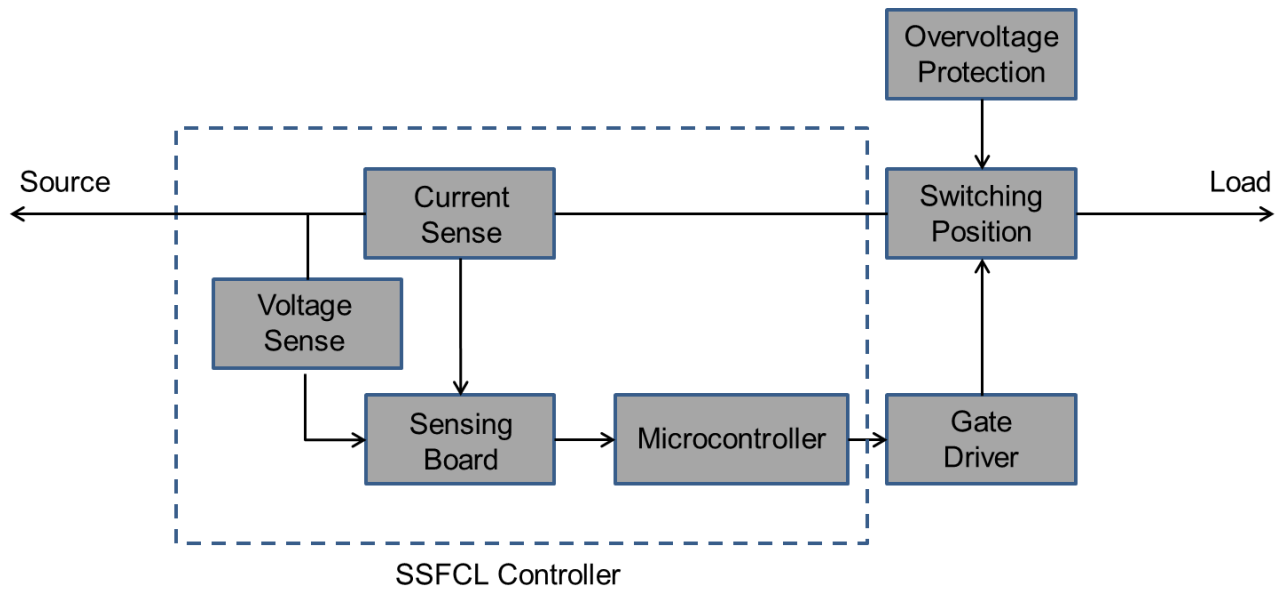 Overvoltage
Protection
Source
Current
Sense
Switching
Position
Load
Voltage
Sense
Sensing
Board
Microcontroller
Gate
Driver
SSFCL Controller